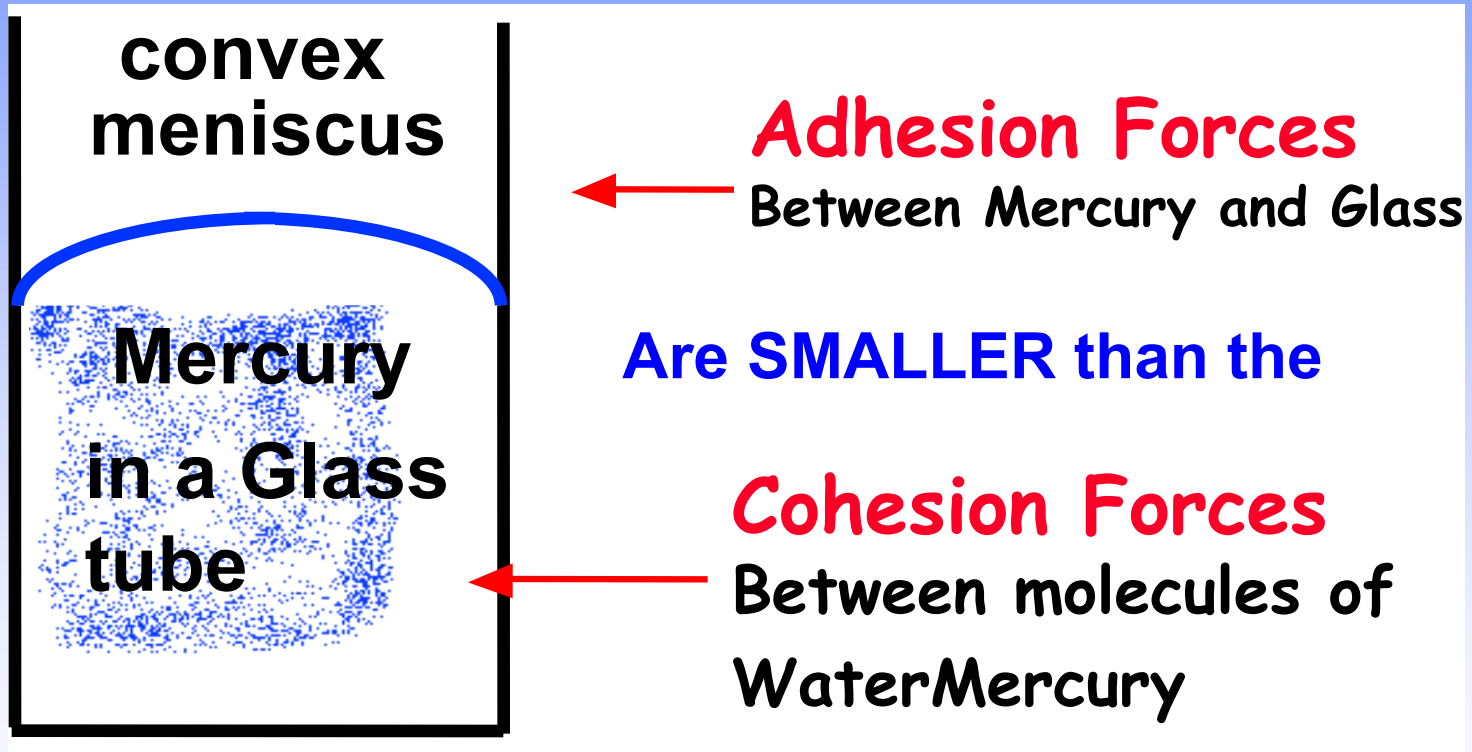 convex
meniscus
Mercury
in a Glass
tube
Adhesion Forces
Between Mercury and Glass
Are SMALLER than the
Cohesion Forces
Between molecules of
WaterMercury